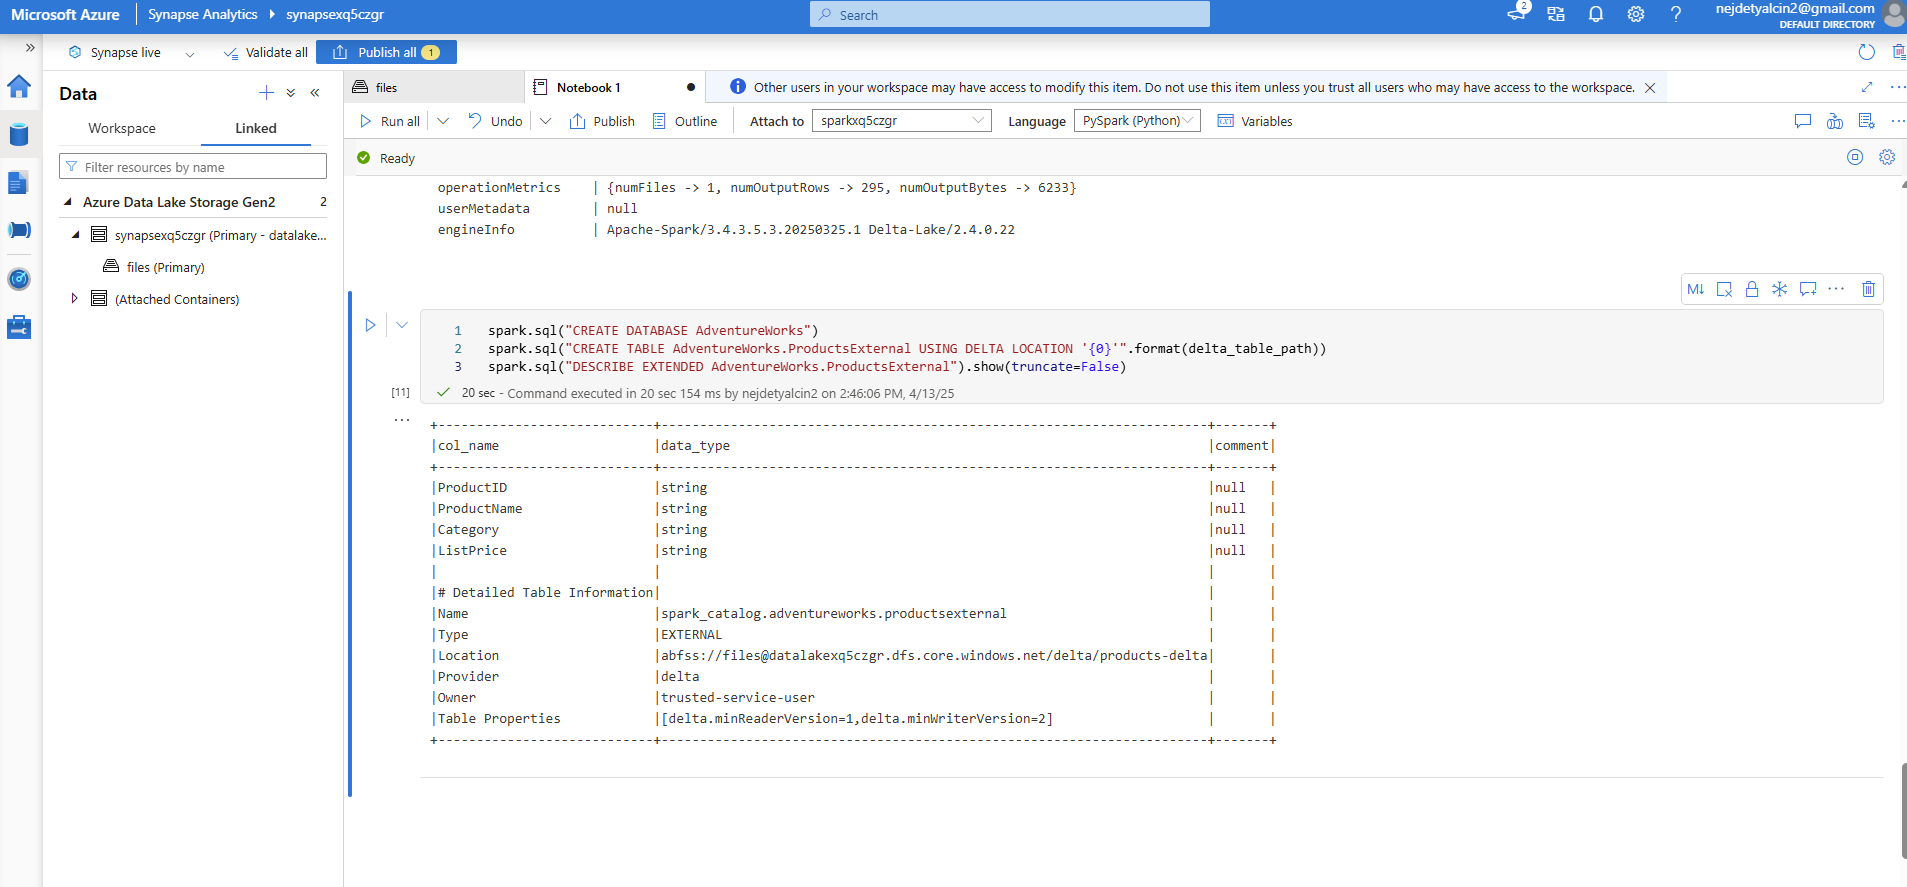 Microsoft Azure
Synapse Analytics
synapsexq5czgr
Search
2
?
nejdetyalcin2@gmail.com
DEFAULT DIRECTORY
Synapse live
Validate all
Publish all 1
Data
Workspace
Linked
Filter resources by name
Azure Data Lake Storage Gen2 2
synapsexq5czgr (Primary - datalake...
files (Primary)
(Attached Containers)
files
Notebook 1
Other users in your workspace may have access to modify this item. Do not use this item unless you trust all users who may have access to the workspace.
Run all
Undo
Publish
Outline
Attach to
sparkxq5czgr
Language
PySpark (Python)
Variables
Ready
operationMetrics | {numFiles -> 1, numOutputRows -> 295, numOutputBytes -> 6233}
userMetadata | null
engineInfo | Apache-Spark/3.4.3.5.3.20250325.1 Delta-Lake/2.4.0.22
M↓
1 spark.sql("CREATE DATABASE AdventureWorks")
2 spark.sql("CREATE TABLE AdventureWorks.ProductsExternal USING DELTA LOCATION '{0}'".format(delta_table_path))
3 spark.sql("DESCRIBE EXTENDED AdventureWorks.ProductsExternal").show(truncate=False)
[11] 20 sec - Command executed in 20 sec 154 ms by nejdetyalcin2 on 2:46:06 PM, 4/13/25
+----------------------------+-----------------------------------------------------------------------+-------+
|col_name |data_type |comment|
+----------------------------+-----------------------------------------------------------------------+-------+
|ProductID |string |null |
|ProductName |string |null |
|Category |string |null |
|ListPrice |string |null |
| | | |
|# Detailed Table Information| | |
|Name |spark_catalog.adventureworks.productsexternal | |
|Type |EXTERNAL | |
|Location |abfss://files@datalakexq5czgr.dfs.core.windows.net/delta/products-delta| |
|Provider |delta | |
|Owner |trusted-service-user | |
|Table Properties |[delta.minReaderVersion=1,delta.minWriterVersion=2] | |
+----------------------------+-----------------------------------------------------------------------+-------+